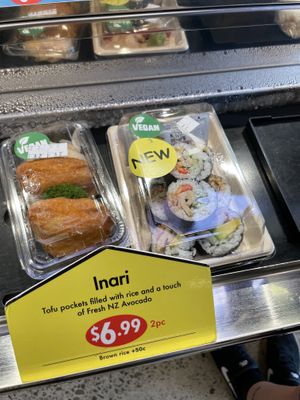 VEGAN
VEGAN
VEGAN
NEW
Inari
Tofu pockets filled with rice and a touch
of Fresh NZ Avocado
$6.99 2pc
Brown rice +50c